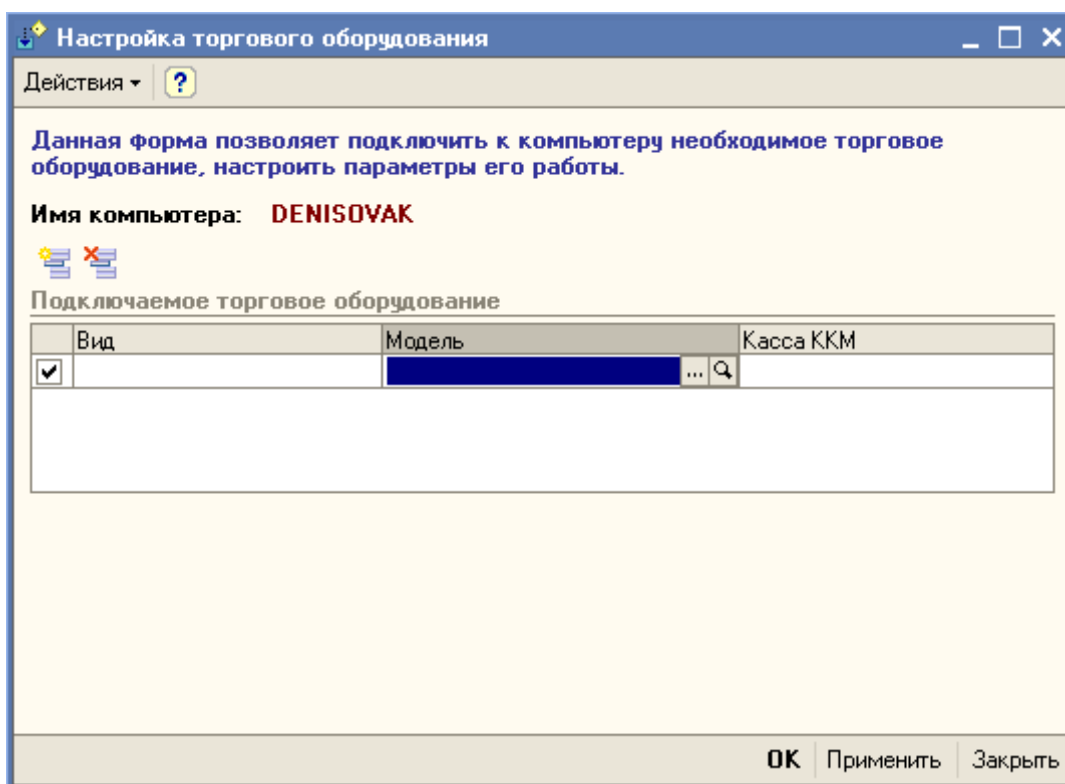 Настройка торгового оборудования
Действия
?
Данная форма позволяет подключить к компьютеру необходимое торговое
оборудование, настроить параметры его работы.
Имя компьютера: DENISOVAK
Подключаемое торговое оборудование
Вид Модель Касса ККМ
...
OK Применить Закрыть